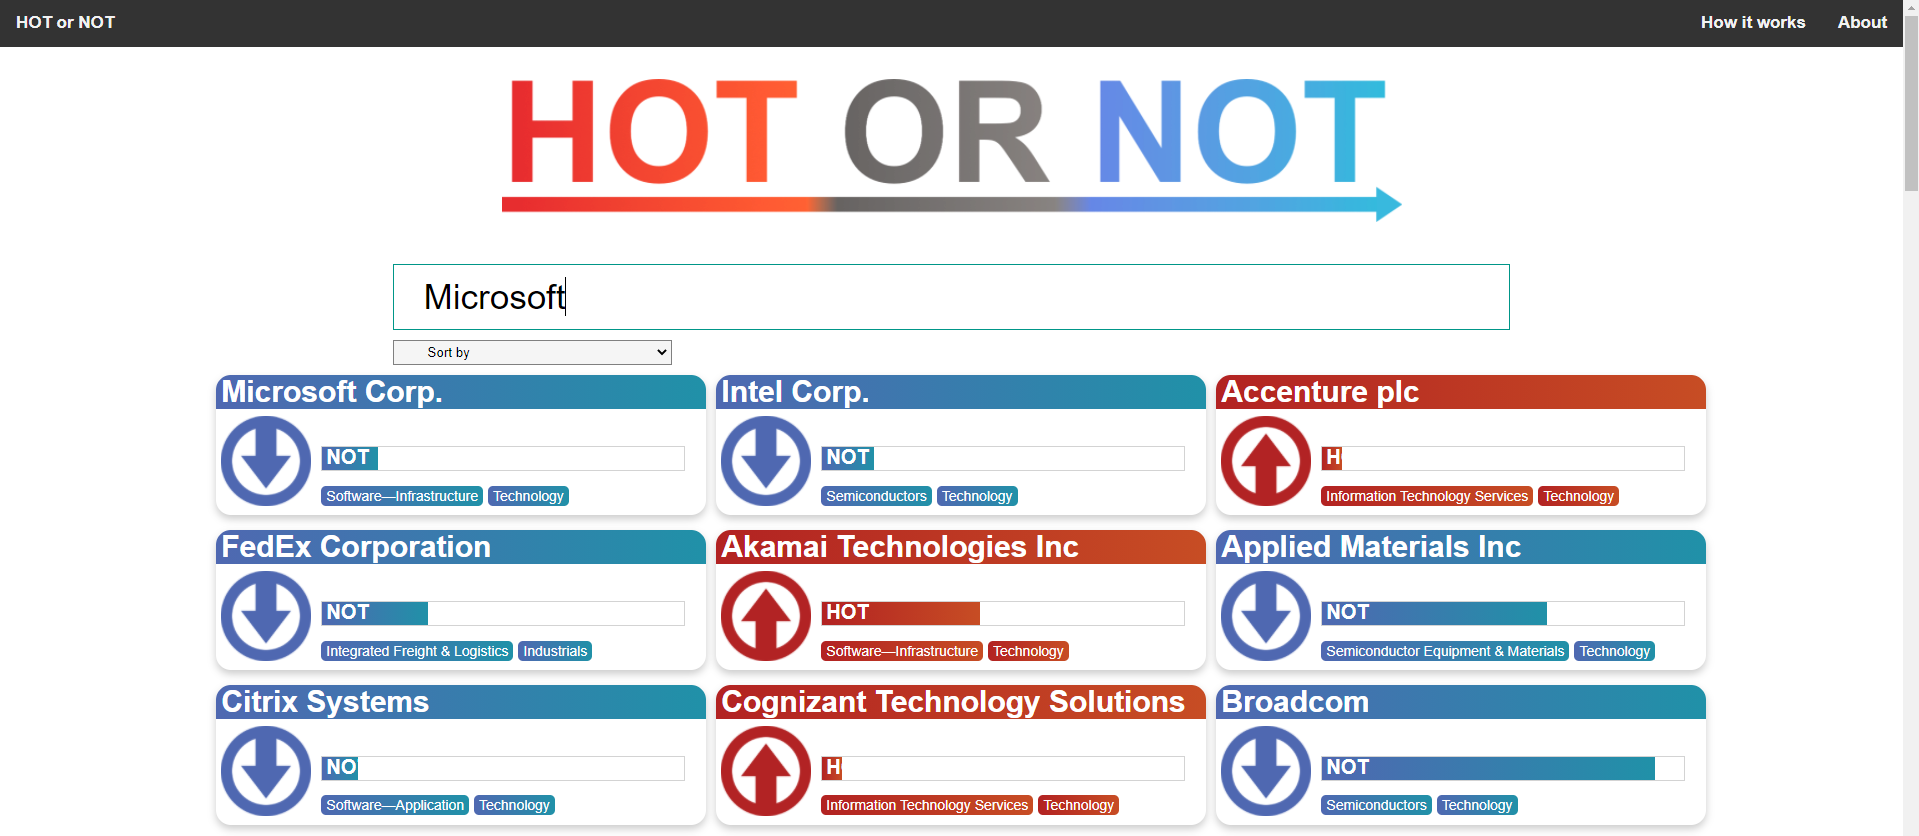 HOT or NOT
How it works
About
HOT OR NOT
Microsoft
Sort by
Microsoft Corp.
NOT
Software—Infrastructure
Technology
Intel Corp.
NOT
Semiconductors
Technology
Accenture plc
H
Information Technology Services
Technology
FedEx Corporation
NOT
Integrated Freight & Logistics
Industrials
Akamai Technologies Inc
HOT
Software—Infrastructure
Technology
Applied Materials Inc
NOT
Semiconductor Equipment & Materials
Technology
Citrix Systems
NO
Software—Application
Technology
Cognizant Technology Solutions
H
Information Technology Services
Technology
Broadcom
NOT
Semiconductors
Technology